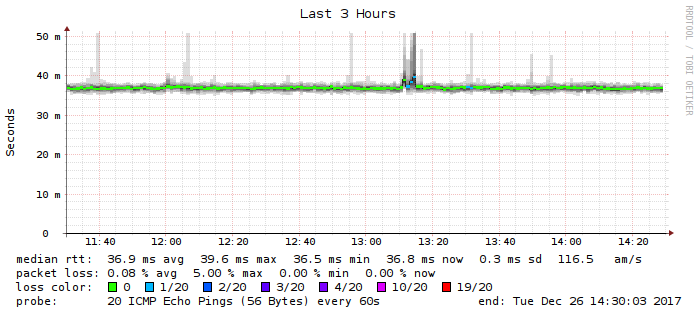 Last 3 Hours
RRDTOOL / TOBI OETIKER
Seconds
50 m
40 m
30 m
20 m
10 m
0
11:40 12:00 12:20 12:40 13:00 13:20 13:40 14:00 14:20
median rtt: 36.9 ms avg 39.6 ms max 36.5 ms min 36.8 ms now 0.3 ms sd 116.5 am/s
packet loss: 0.08 % avg 5.00 % max 0.00 % min 0.00 % now
loss color: 0 1/20 2/20 3/20 4/20 10/20 19/20
probe: 20 ICMP Echo Pings (56 Bytes) every 60s end: Tue Dec 26 14:30:03 2017